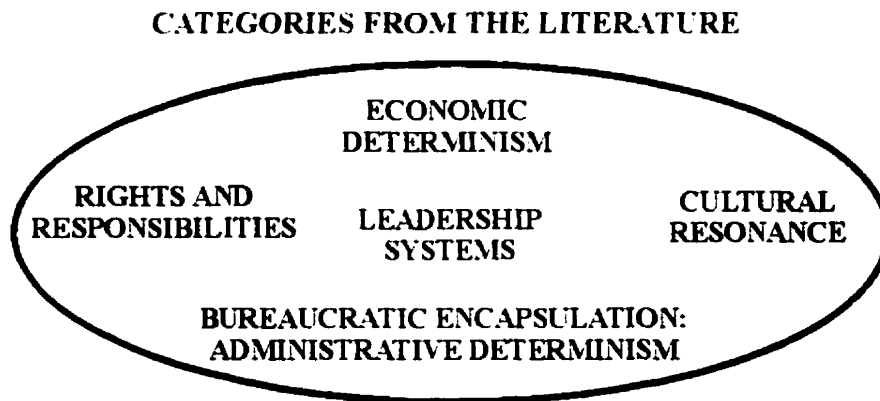 CATEGORIES FROM THE LITERATURE
ECONOMIC
DETERMINISM
RIGHTS AND
RESPONSIBILITIES
LEADERSHIP
SYSTEMS
CULTURAL
RESONANCE
BUREAUCRATIC ENCAPSULATION:
ADMINISTRATIVE DETERMINISM